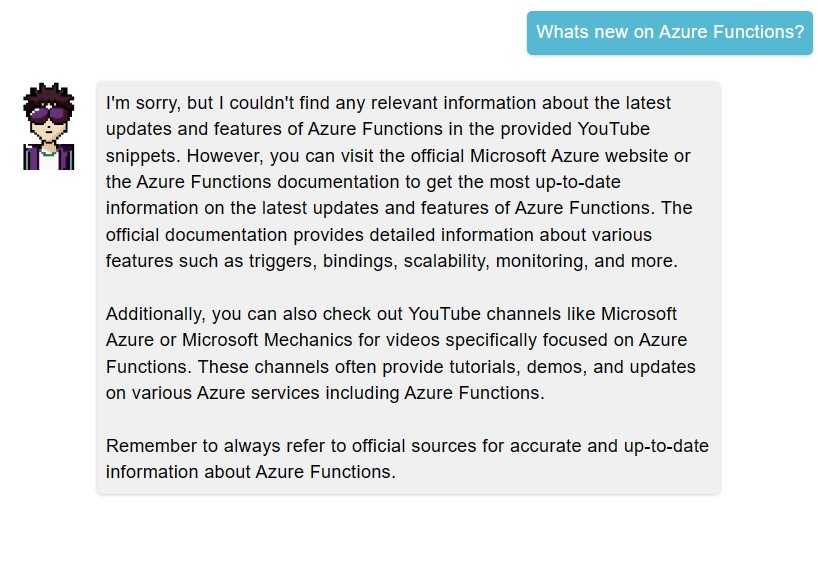 Whats new on Azure Functions?
I'm sorry, but I couldn't find any relevant information about the latest
updates and features of Azure Functions in the provided YouTube
snippets. However, you can visit the official Microsoft Azure website or
the Azure Functions documentation to get the most up-to-date
information on the latest updates and features of Azure Functions. The
official documentation provides detailed information about various
features such as triggers, bindings, scalability, monitoring, and more.
Additionally, you can also check out YouTube channels like Microsoft
Azure or Microsoft Mechanics for videos specifically focused on Azure
Functions. These channels often provide tutorials, demos, and updates
on various Azure services including Azure Functions.
Remember to always refer to official sources for accurate and up-to-date
information about Azure Functions.